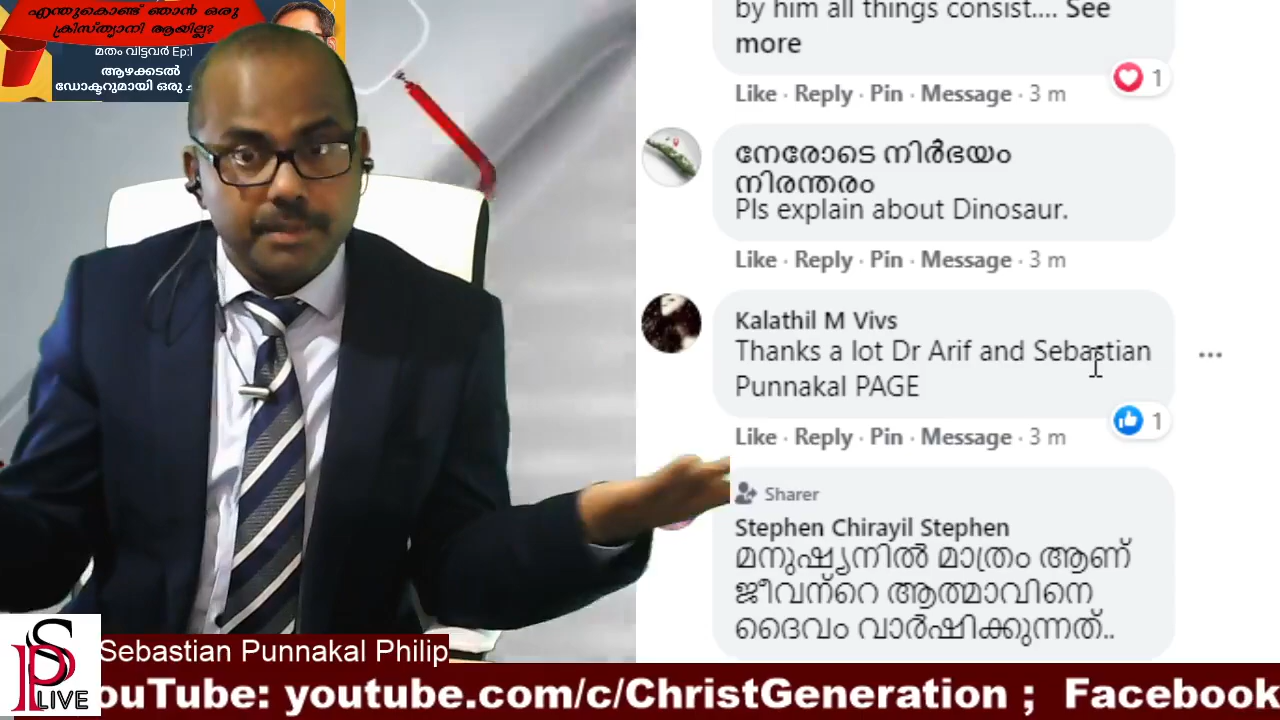 എന്തുകൊണ്ട് ഞാൻ ഒരു
ക്രിസ്ത്യാനി ആയില്ല?
മതം വിട്ടവർ Ep:1
ആഴക്കടൽ
ഡോക്ടറുമായി ഒരു
by him all things consist.... See
more
1
Like · Reply · Pin · Message · 3 m
നേരോടെ നിർഭയം
നിരന്തരം
Pls explain about Dinosaur.
Like · Reply · Pin · Message · 3 m
Kalathil M Vivs
Thanks a lot Dr Arif and Sebastian
Punnakal PAGE
1
Like · Reply · Pin · Message · 3 m
Sharer
Stephen Chirayil Stephen
മനുഷ്യനിൽ മാത്രം ആണ്
ജീവന്റെ ആത്മാവിനെ
ദൈവം വാർഷിക്കുന്നത്..
SP LIVE
Sebastian Punnakal Philip
ouTube: youtube.com/c/ChristGeneration ; Facebook